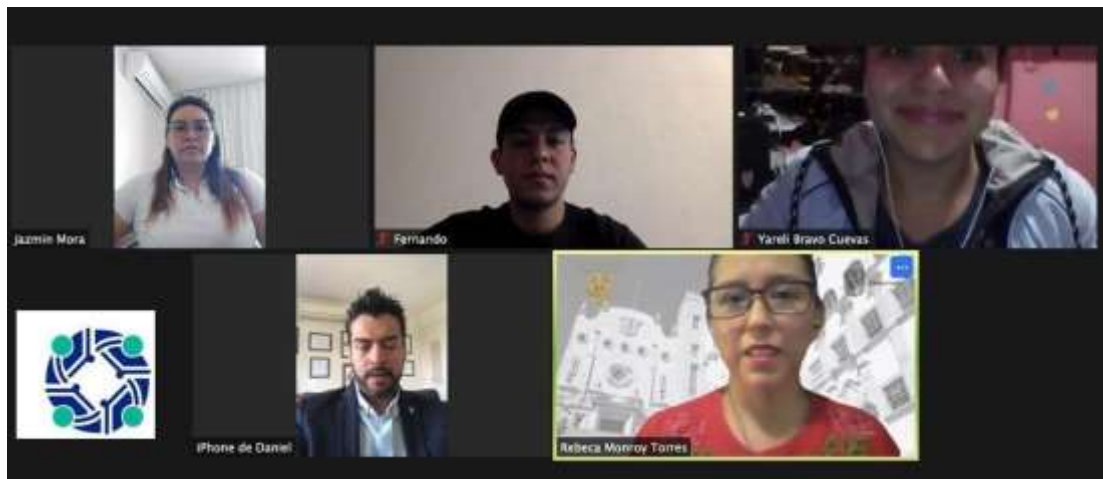 Jazmin Mora
Fernando
Yareli Bravo Cuevas
iPhone de Daniel
Rebeca Monroy Torres